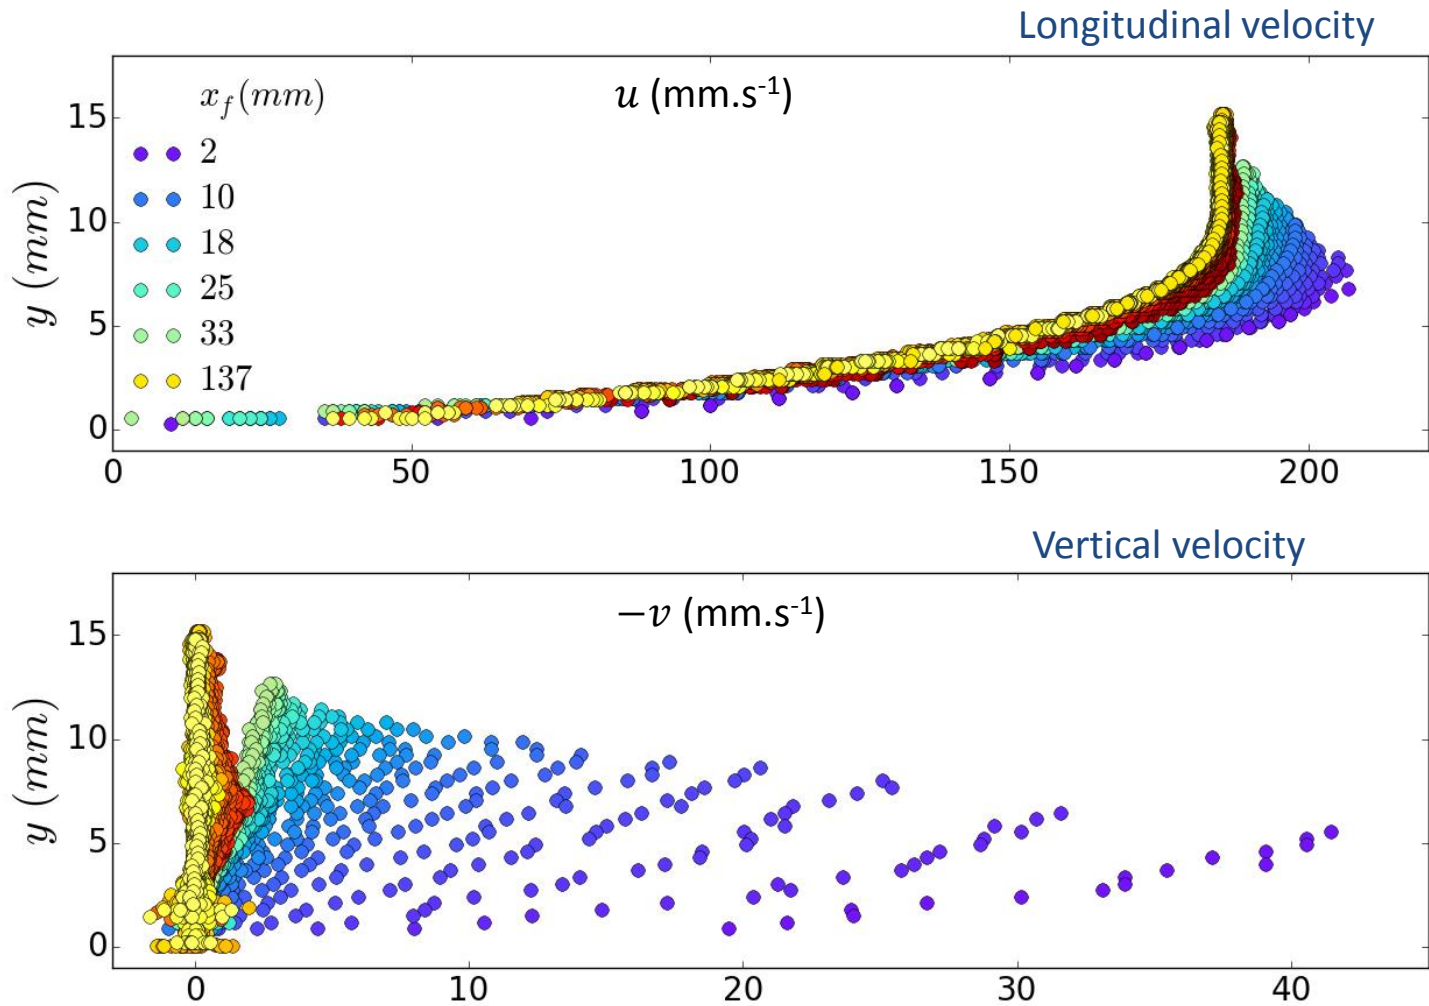 Longitudinal velocity
u (mm.s-1)
x_f(mm)
2
10
18
25
33
137
y (mm)
15
10
5
0
0 50 100 150 200
Vertical velocity
−v (mm.s-1)
y (mm)
15
10
5
0
0 10 20 30 40